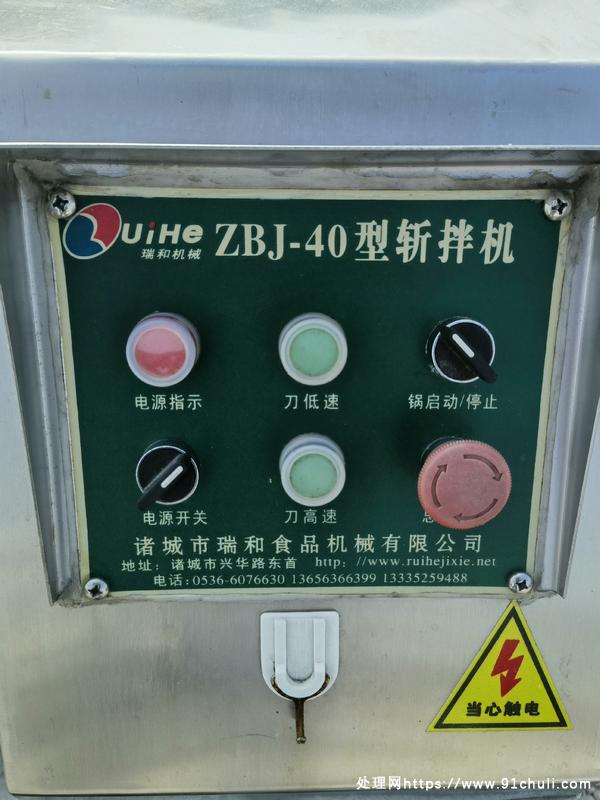 RUiHe ZBJ-40型斩拌机
瑞和机械
电源指示 刀低速 锅启动/停止
电源开关 刀高速
诸城市瑞和食品机械有限公司
地址：诸城市兴华路东首 http：//www.ruihejixie.net
电话：0536-6076630 13656366399 13335259488
当心触电
处理网https://www.91chuli.com